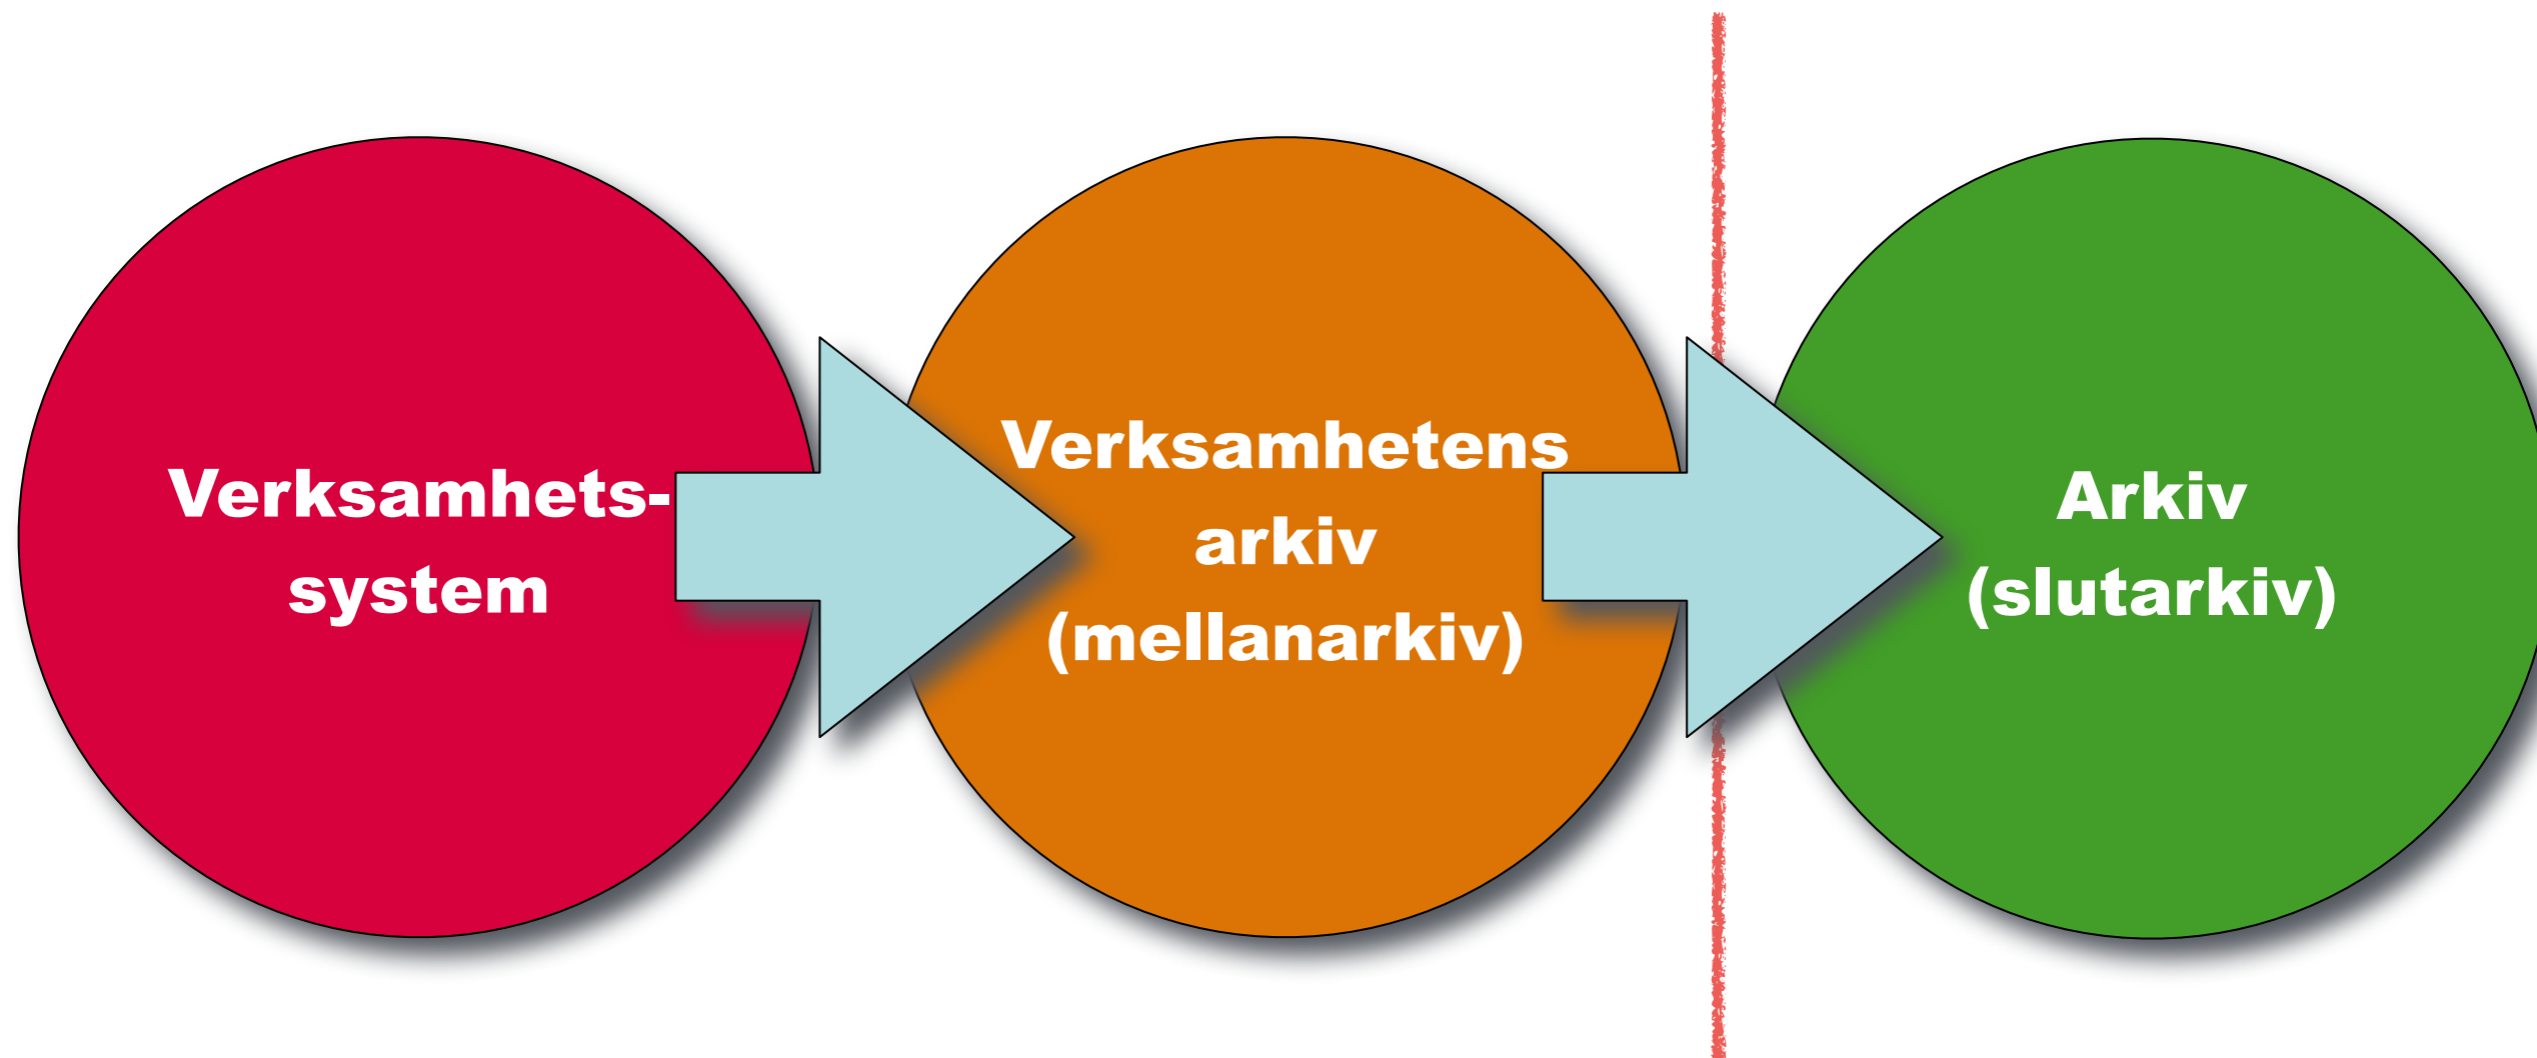 Verksamhets-
system
Verksamhetens
arkiv
(mellanarkiv)
Arkiv
(slutarkiv)